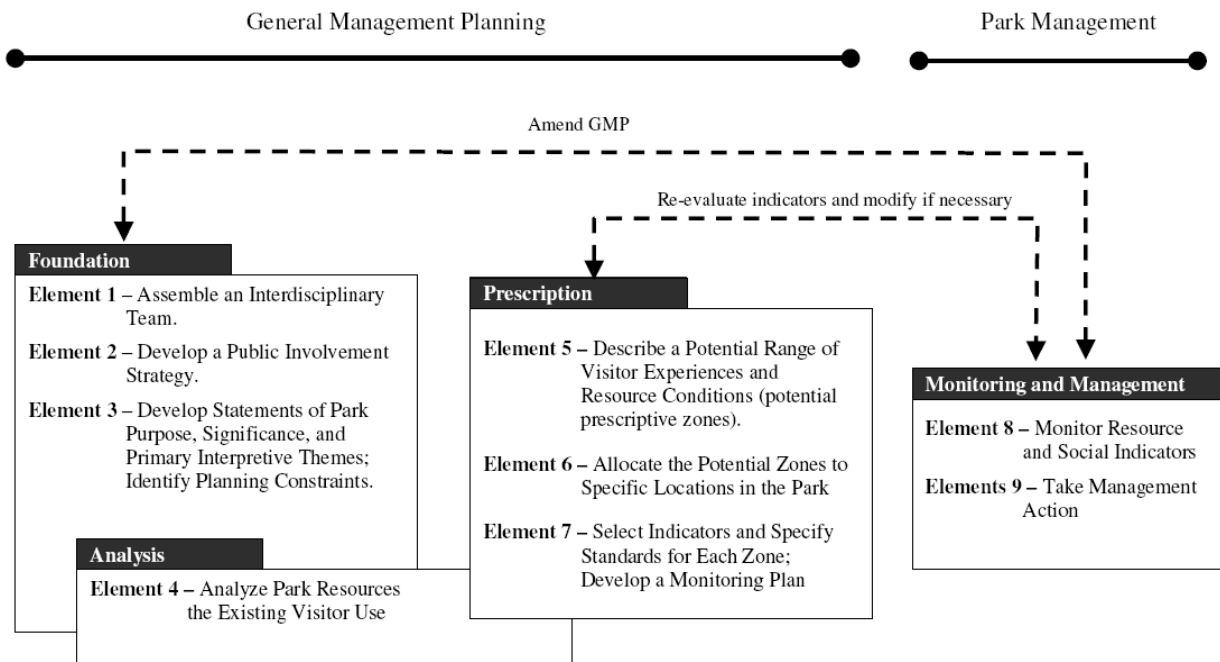 General Management Planning
Park Management
Amend GMP
Re-evaluate indicators and modify if necessary
Foundation
Element 1 – Assemble an Interdisciplinary
Team.
Element 2 – Develop a Public Involvement
Strategy.
Element 3 – Develop Statements of Park
Purpose, Significance, and
Primary Interpretive Themes;
Identify Planning Constraints.
Analysis
Element 4 – Analyze Park Resources
the Existing Visitor Use
Prescription
Element 5 – Describe a Potential Range of
Visitor Experiences and
Resource Conditions (potential
prescriptive zones).
Element 6 – Allocate the Potential Zones to
Specific Locations in the Park
Element 7 – Select Indicators and Specify
Standards for Each Zone;
Develop a Monitoring Plan
Monitoring and Management
Element 8 – Monitor Resource
and Social Indicators
Elements 9 – Take Management
Action